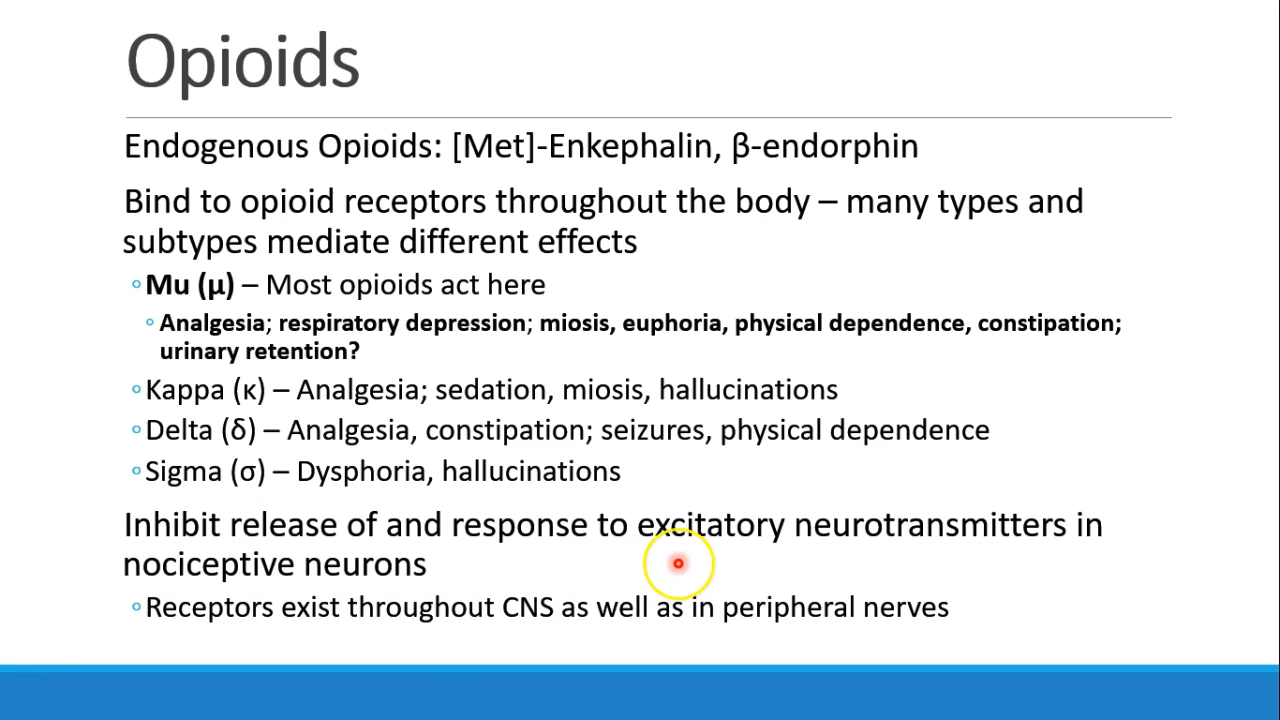 Opioids
Endogenous Opioids: [Met]-Enkephalin, β-endorphin
Bind to opioid receptors throughout the body – many types and
subtypes mediate different effects
◦Mu (μ) – Most opioids act here
◦Analgesia; respiratory depression; miosis, euphoria, physical dependence, constipation;
urinary retention?
◦Kappa (κ) – Analgesia; sedation, miosis, hallucinations
◦Delta (δ) – Analgesia, constipation; seizures, physical dependence
◦Sigma (σ) – Dysphoria, hallucinations
Inhibit release of and response to excitatory neurotransmitters in
nociceptive neurons
◦Receptors exist throughout CNS as well as in peripheral nerves